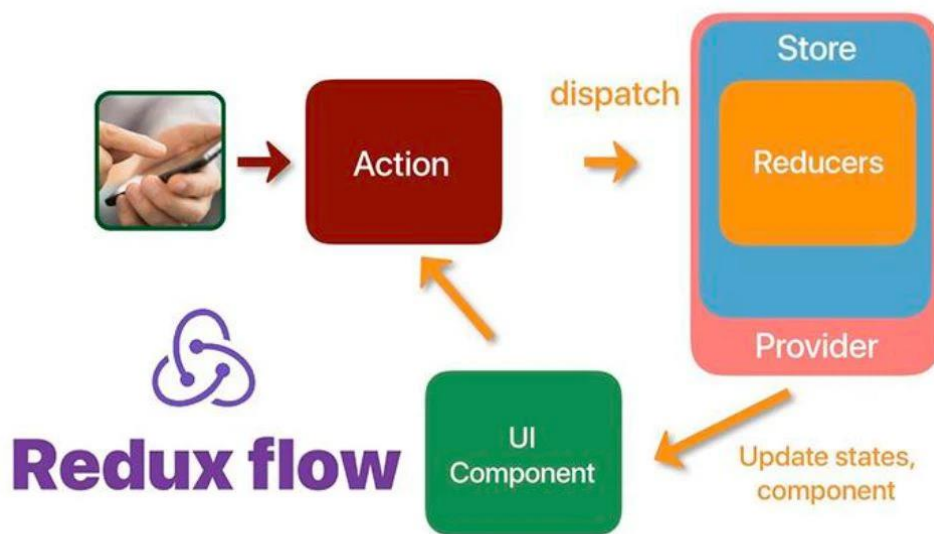 Store
dispatch
Action
Reducers
Provider
Redux flow
UI
Component
Update states,
component